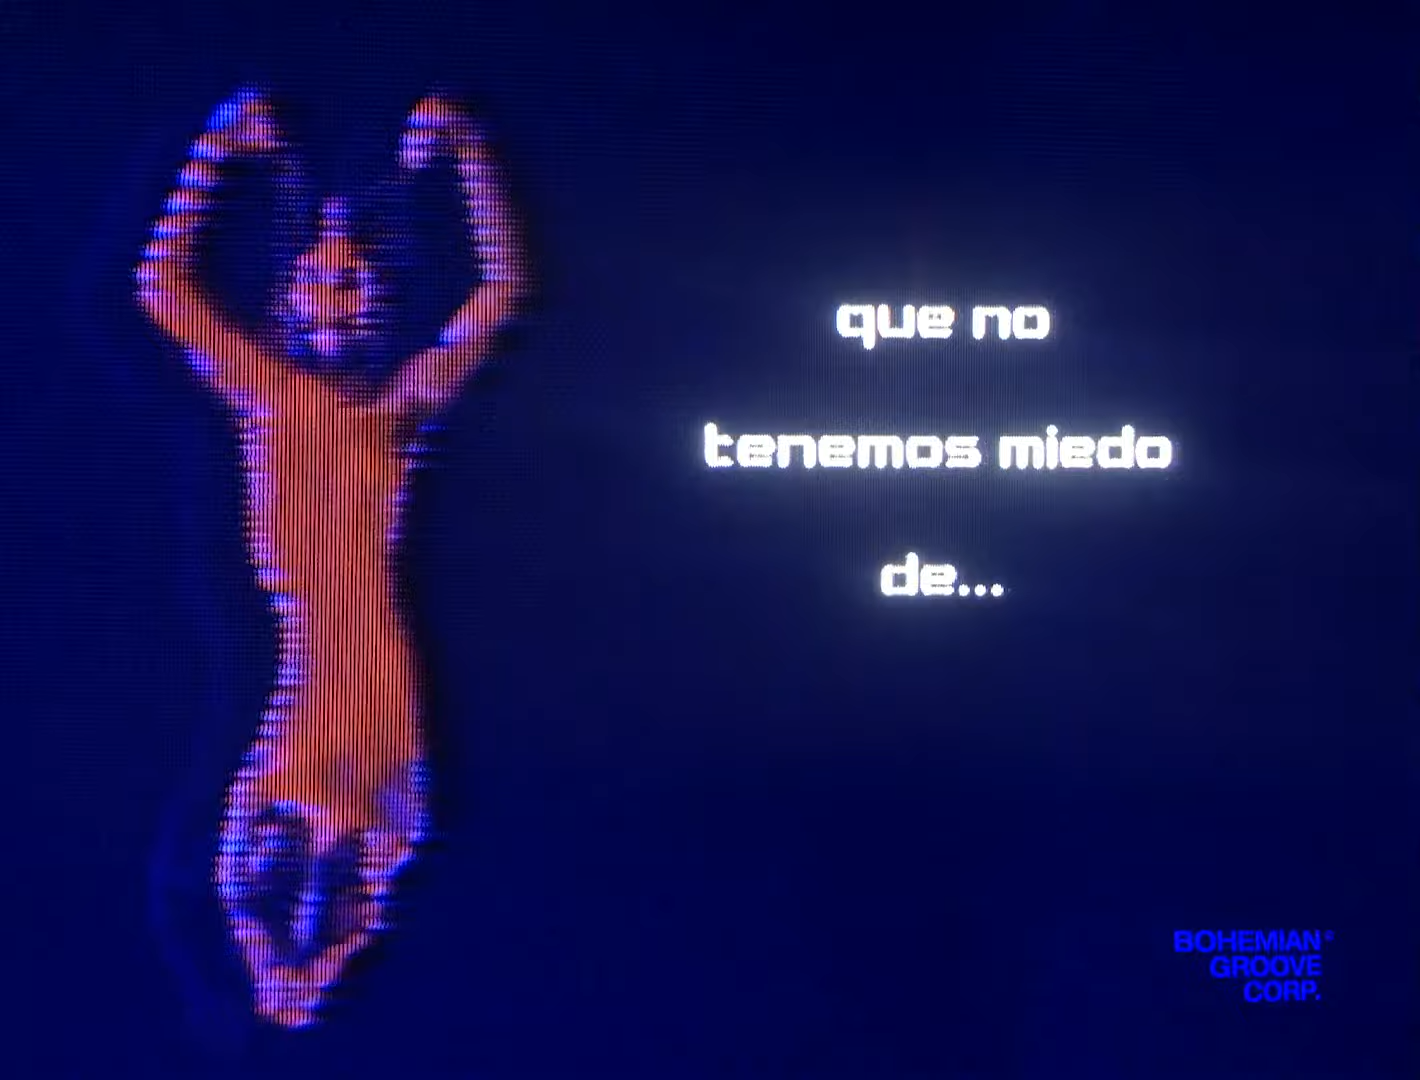 que no
tenemos miedo
de...
BOHEMIAN©
GROOVE
CORP.